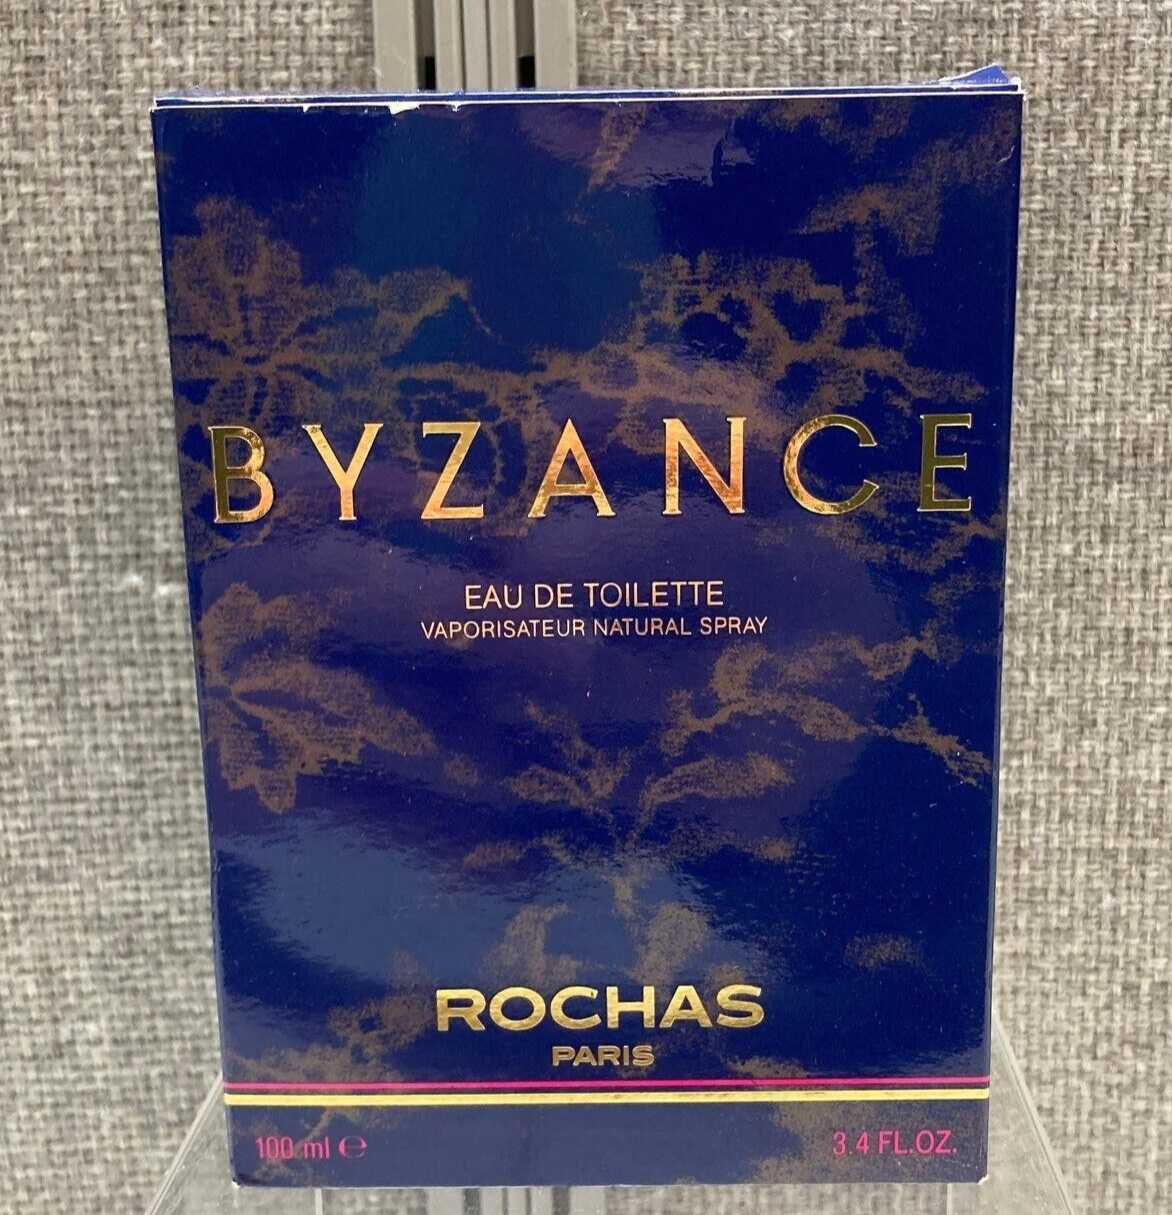 BYZANCE
EAU DE TOILETTE
VAPORISATEUR NATURAL SPRAY
ROCHAS
PARIS
100 ml ℮
3.4 FL.OZ.